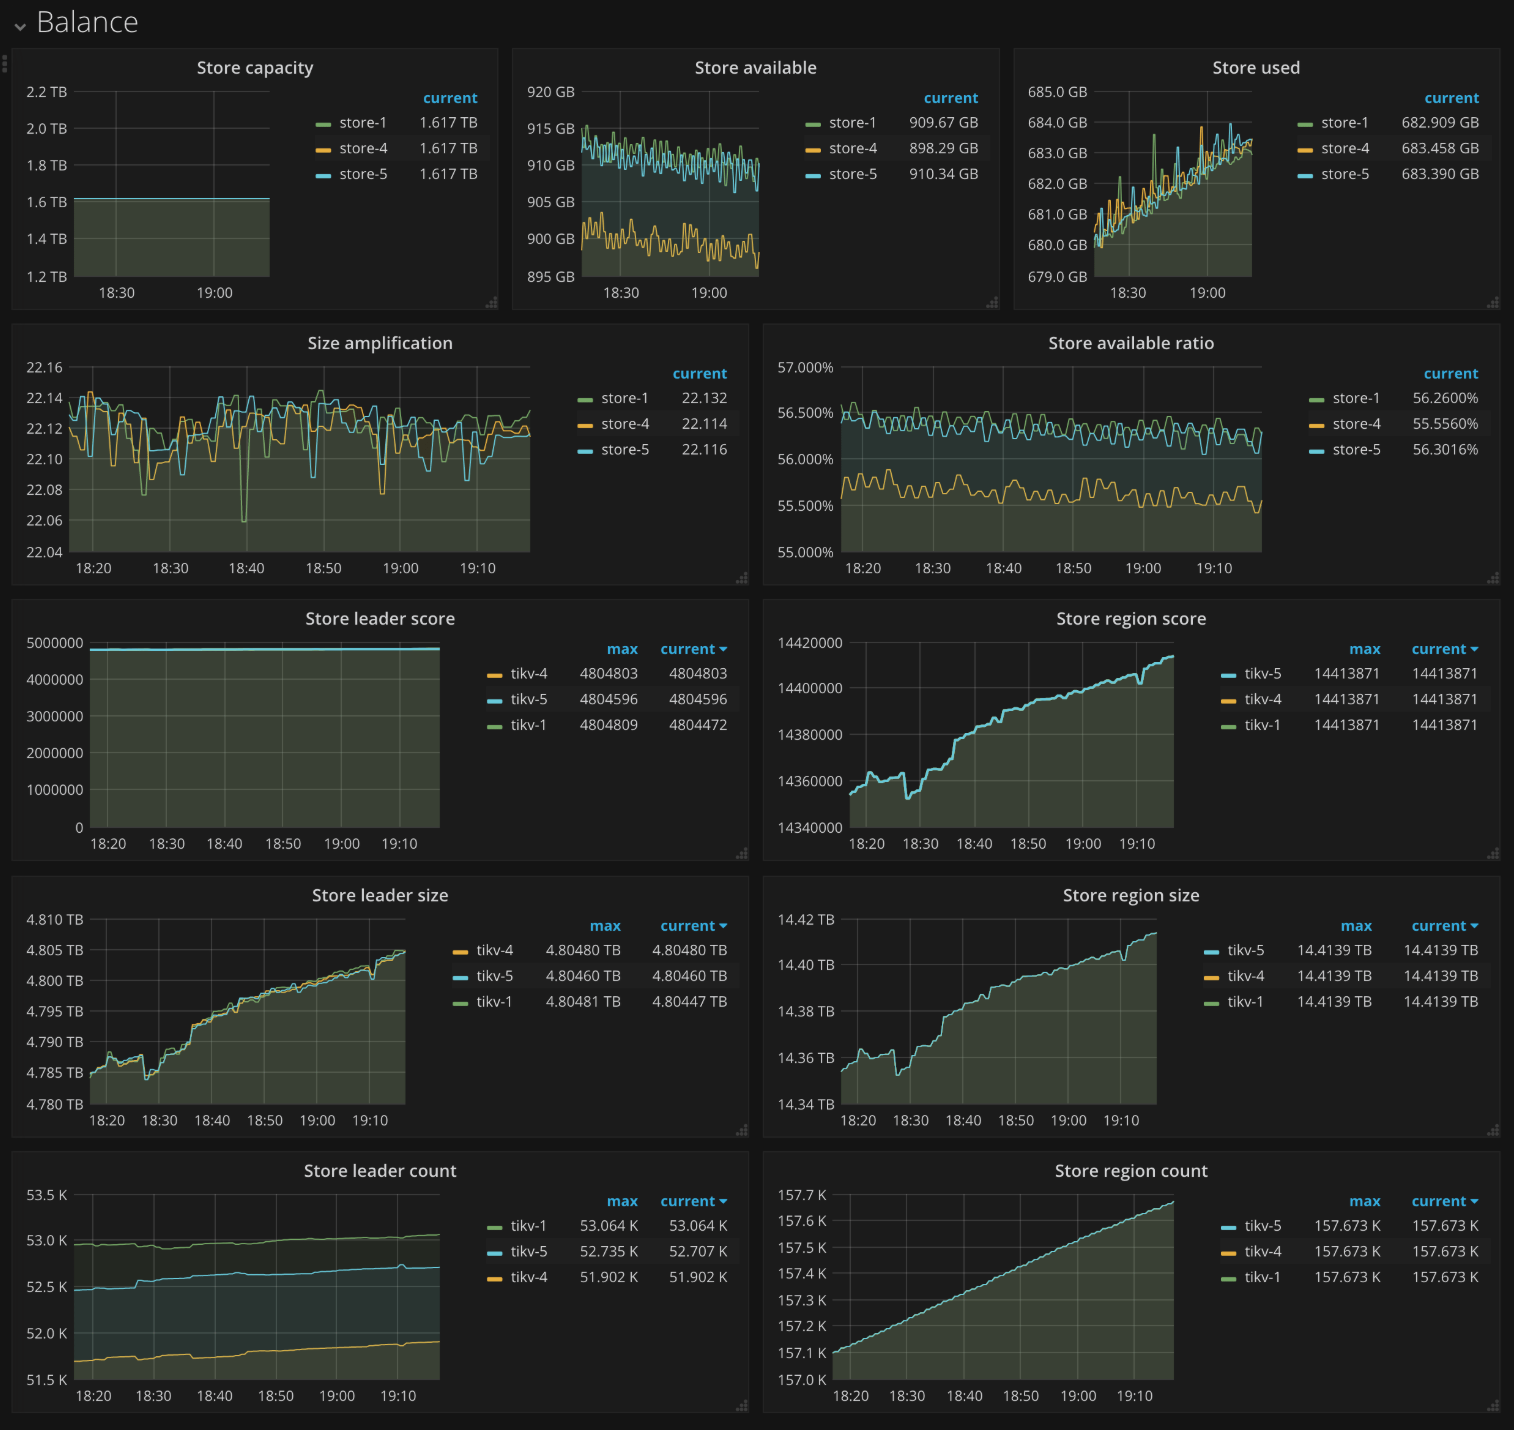 Balance
Store capacity
2.2 TB
2.0 TB
1.8 TB
1.6 TB
1.4 TB
1.2 TB
18:30 19:00
current
store-1 1.617 TB
store-4 1.617 TB
store-5 1.617 TB
Store available
920 GB
915 GB
910 GB
905 GB
900 GB
895 GB
18:30 19:00
current
store-1 909.67 GB
store-4 898.29 GB
store-5 910.34 GB
Store used
685.0 GB
684.0 GB
683.0 GB
682.0 GB
681.0 GB
680.0 GB
679.0 GB
18:30 19:00
current
store-1 682.909 GB
store-4 683.458 GB
store-5 683.390 GB
Size amplification
22.16
22.14
22.12
22.10
22.08
22.06
22.04
18:20 18:30 18:40 18:50 19:00 19:10
current
store-1 22.132
store-4 22.114
store-5 22.116
Store available ratio
57.000%
56.500%
56.000%
55.500%
55.000%
18:20 18:30 18:40 18:50 19:00 19:10
current
store-1 56.2600%
store-4 55.5560%
store-5 56.3016%
Store leader score
5000000
4000000
3000000
2000000
1000000
0
18:20 18:30 18:40 18:50 19:00 19:10
max current
tikv-4 4804803 4804803
tikv-5 4804596 4804596
tikv-1 4804809 4804472
Store region score
14420000
14400000
14380000
14360000
14340000
18:20 18:30 18:40 18:50 19:00 19:10
max current
tikv-5 14413871 14413871
tikv-4 14413871 14413871
tikv-1 14413871 14413871
Store leader size
4.810 TB
4.805 TB
4.800 TB
4.795 TB
4.790 TB
4.785 TB
4.780 TB
18:20 18:30 18:40 18:50 19:00 19:10
max current
tikv-4 4.80480 TB 4.80480 TB
tikv-5 4.80460 TB 4.80460 TB
tikv-1 4.80481 TB 4.80447 TB
Store region size
14.42 TB
14.40 TB
14.38 TB
14.36 TB
14.34 TB
18:20 18:30 18:40 18:50 19:00 19:10
max current
tikv-5 14.4139 TB 14.4139 TB
tikv-4 14.4139 TB 14.4139 TB
tikv-1 14.4139 TB 14.4139 TB
Store leader count
53.5 K
53.0 K
52.5 K
52.0 K
51.5 K
18:20 18:30 18:40 18:50 19:00 19:10
max current
tikv-1 53.064 K 53.064 K
tikv-5 52.735 K 52.707 K
tikv-4 51.902 K 51.902 K
Store region count
157.7 K
157.6 K
157.5 K
157.4 K
157.3 K
157.2 K
157.1 K
157.0 K
18:20 18:30 18:40 18:50 19:00 19:10
max current
tikv-5 157.673 K 157.673 K
tikv-4 157.673 K 157.673 K
tikv-1 157.673 K 157.673 K